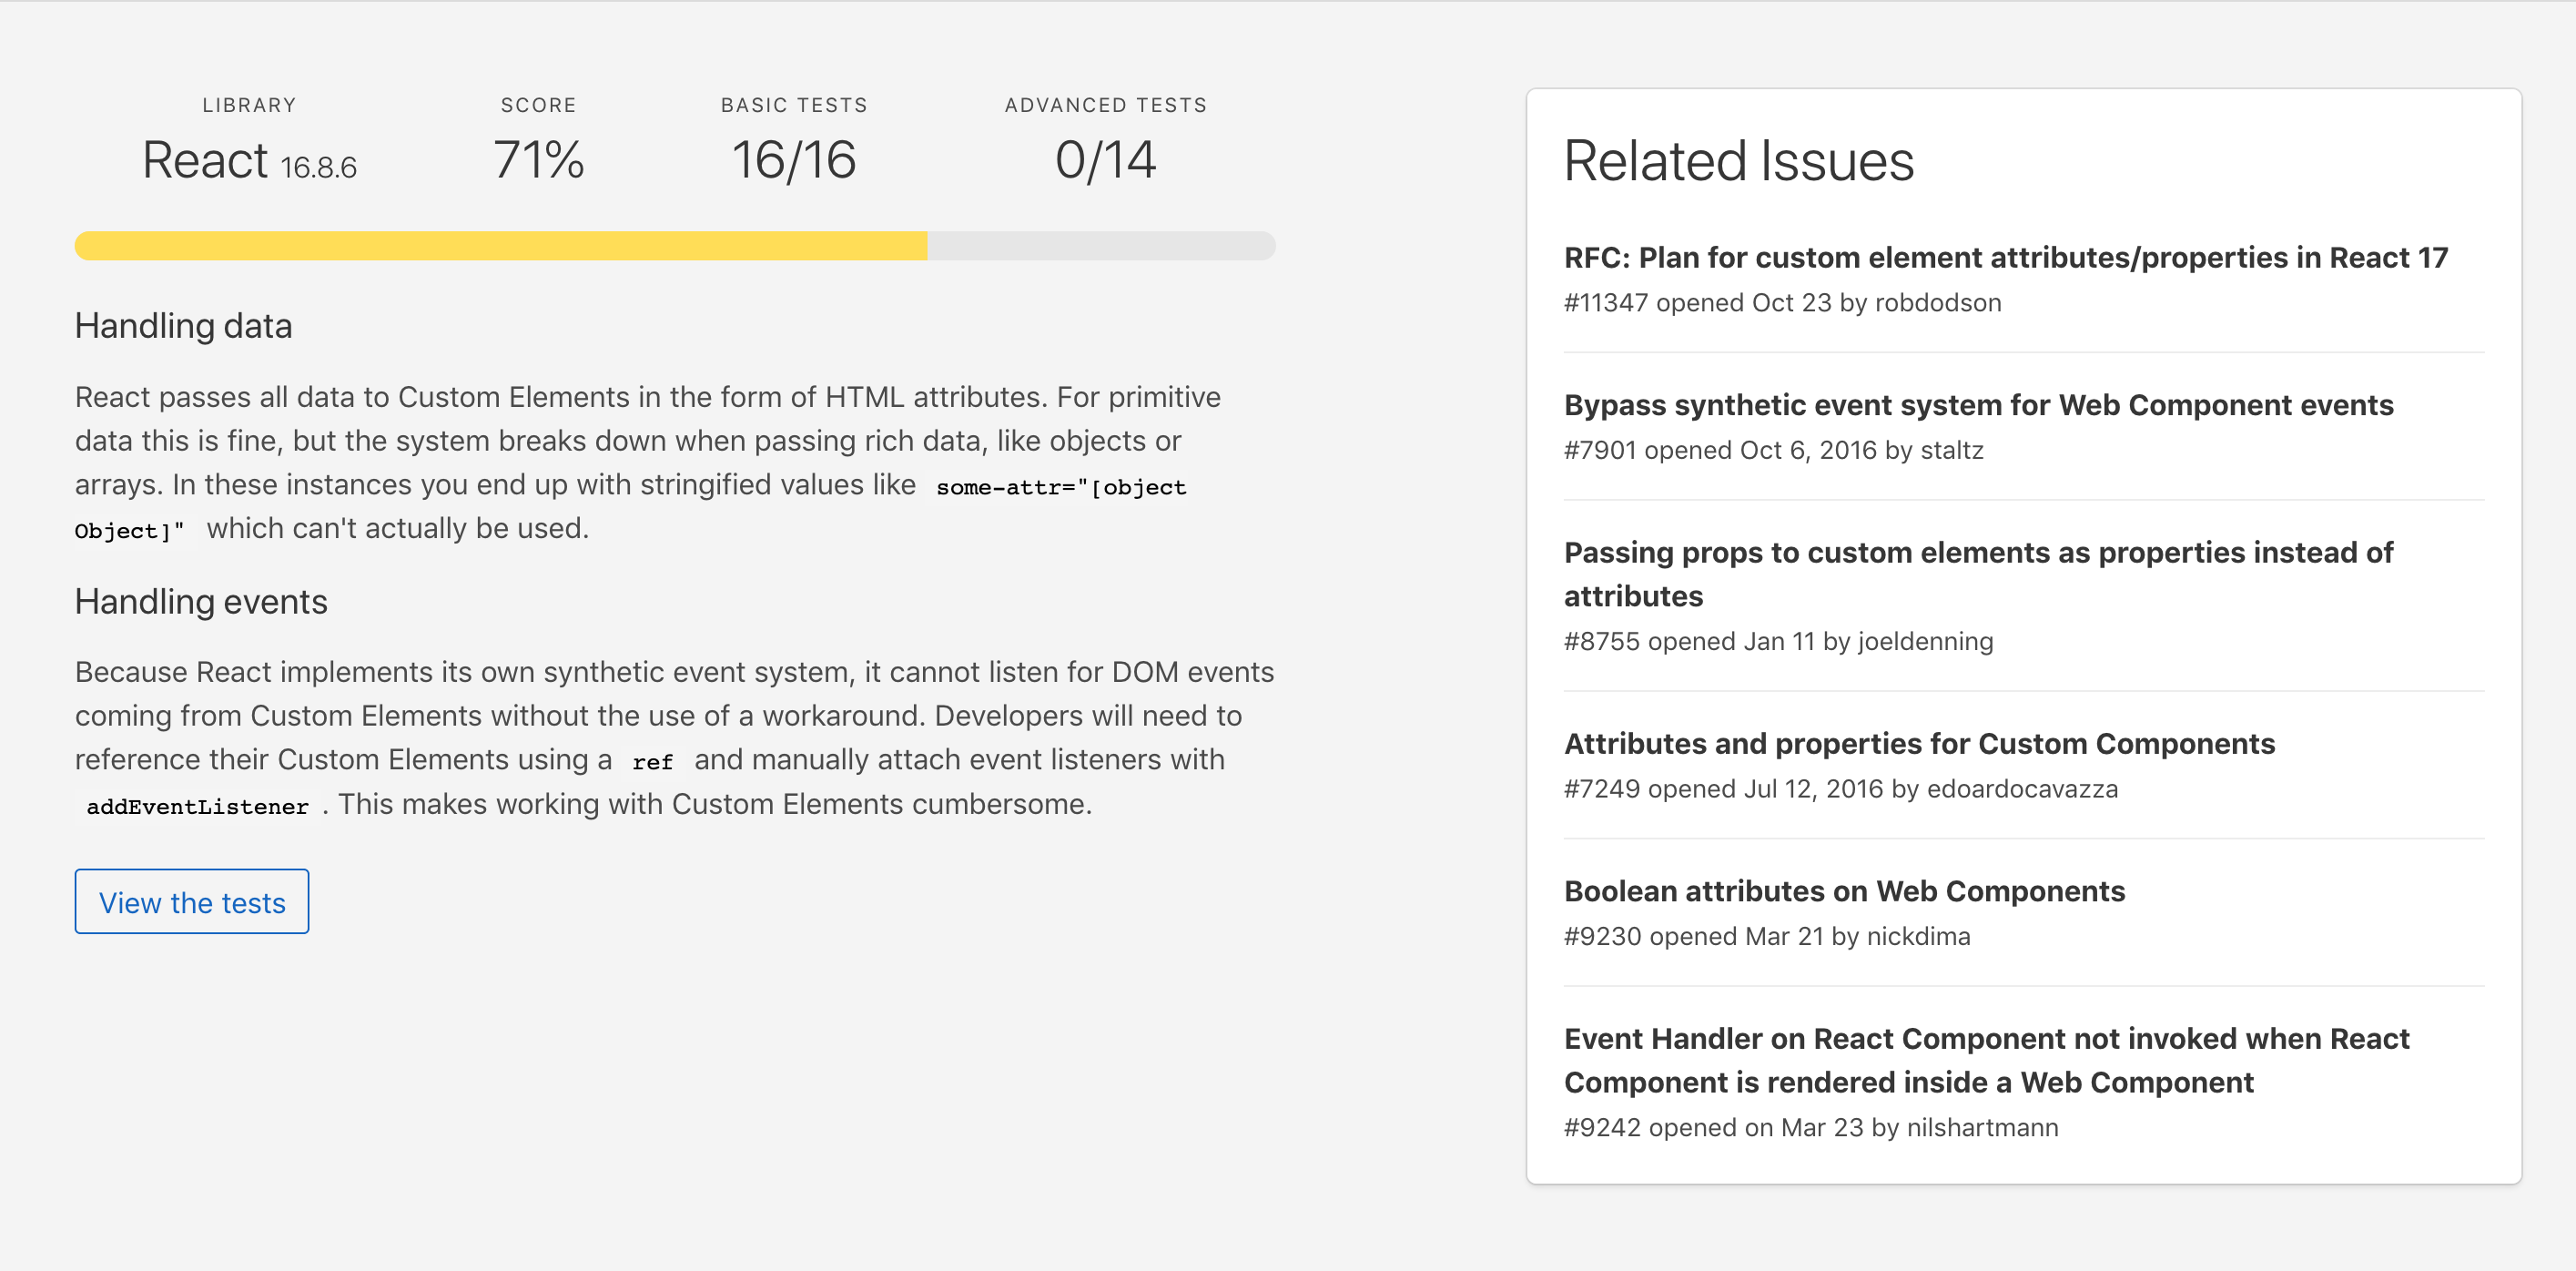 LIBRARY
React 16.8.6
SCORE
71%
BASIC TESTS
16/16
ADVANCED TESTS
0/14
Handling data
React passes all data to Custom Elements in the form of HTML attributes. For primitive
data this is fine, but the system breaks down when passing rich data, like objects or
arrays. In these instances you end up with stringified values like some-attr="[object
Object]" which can't actually be used.
Handling events
Because React implements its own synthetic event system, it cannot listen for DOM events
coming from Custom Elements without the use of a workaround. Developers will need to
reference their Custom Elements using a ref and manually attach event listeners with
addEventListener . This makes working with Custom Elements cumbersome.
View the tests
Related Issues
RFC: Plan for custom element attributes/properties in React 17
#11347 opened Oct 23 by robdodson
Bypass synthetic event system for Web Component events
#7901 opened Oct 6, 2016 by staltz
Passing props to custom elements as properties instead of
attributes
#8755 opened Jan 11 by joeldenning
Attributes and properties for Custom Components
#7249 opened Jul 12, 2016 by edoardocavazza
Boolean attributes on Web Components
#9230 opened Mar 21 by nickdima
Event Handler on React Component not invoked when React
Component is rendered inside a Web Component
#9242 opened on Mar 23 by nilshartmann